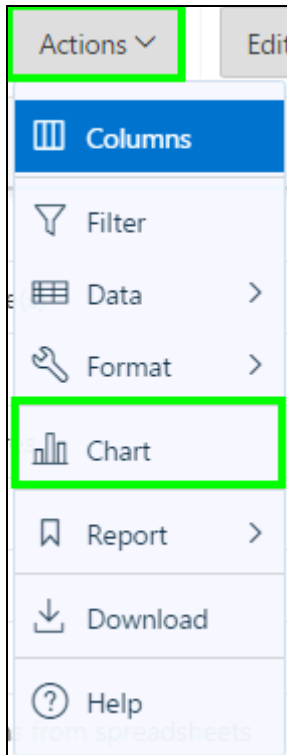 Actions Edit
Columns
Filter
Data
Format
Chart
Report
Download
Help
from spreadsheets